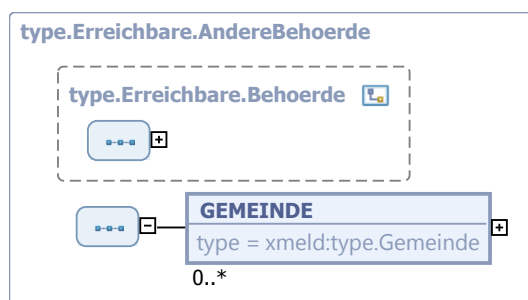 type.Erreichbare.AndereBehoerde
type.Erreichbare.Behoerde
GEMEINDE
type = xmeld:type.Gemeinde
0..*